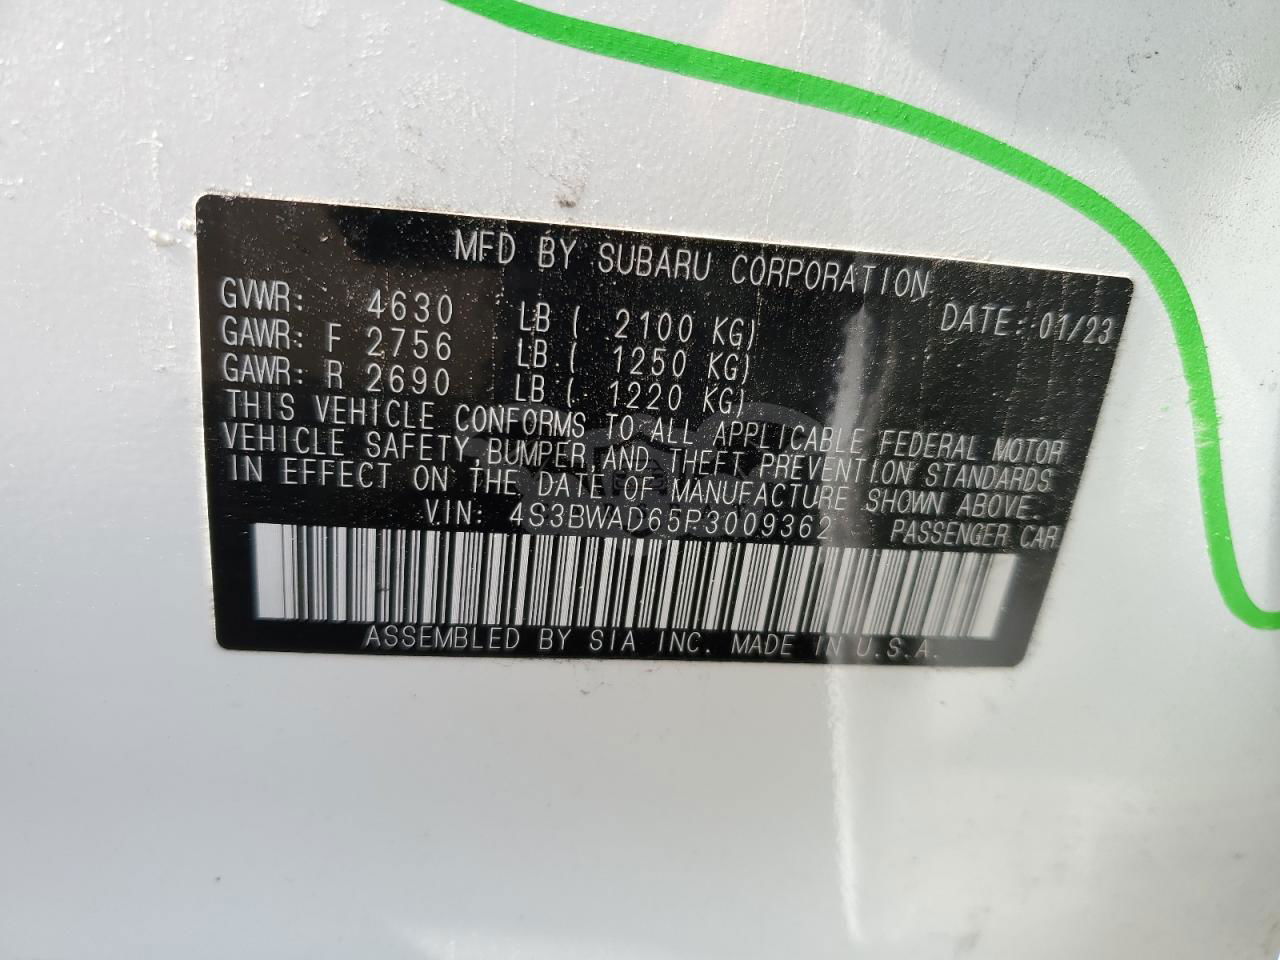 MFD BY SUBARU CORPORATION
GVWR: 4630 LB ( 2100 KG) DATE: 01/23
GAWR: F 2756 LB ( 1250 KG)
GAWR: R 2690 LB ( 1220 KG)
THIS VEHICLE CONFORMS TO ALL APPLICABLE FEDERAL MOTOR
VEHICLE SAFETY, BUMPER, AND THEFT PREVENTION STANDARDS
IN EFFECT ON THE DATE OF MANUFACTURE SHOWN ABOVE.
VIN: 4S3BWAD65P3009362 PASSENGER CAR
ASSEMBLED BY SIA INC. MADE IN U.S.A.